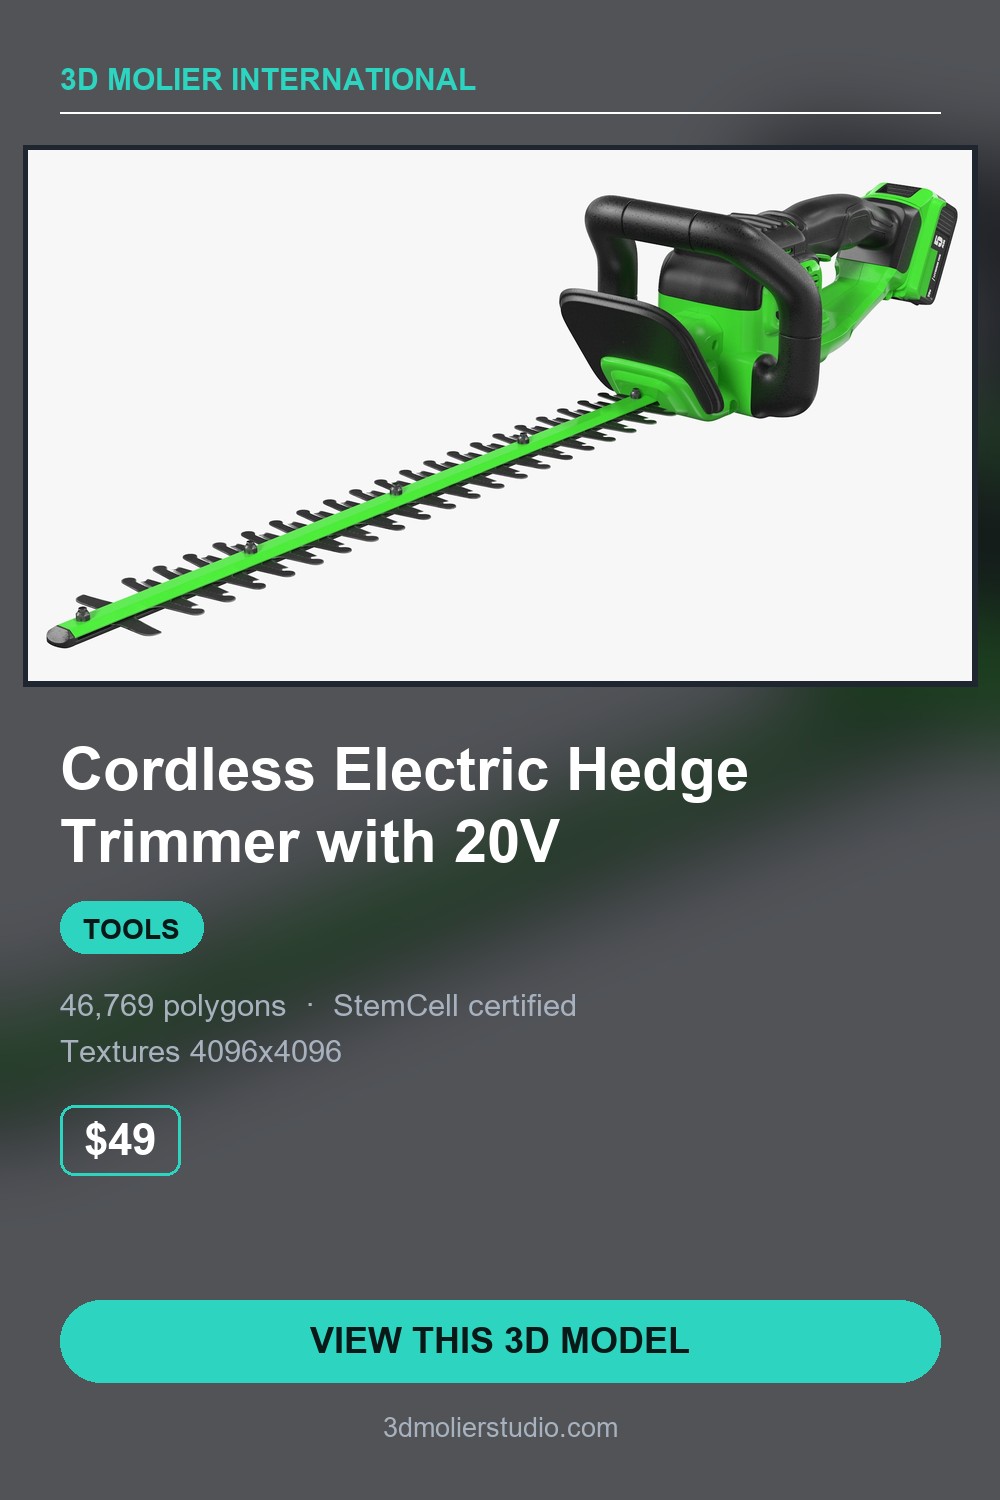 3D MOLIER INTERNATIONAL
Cordless Electric Hedge
Trimmer with 20V
TOOLS
46,769 polygons · StemCell certified
Textures 4096x4096
$49
VIEW THIS 3D MODEL
3dmolierstudio.com